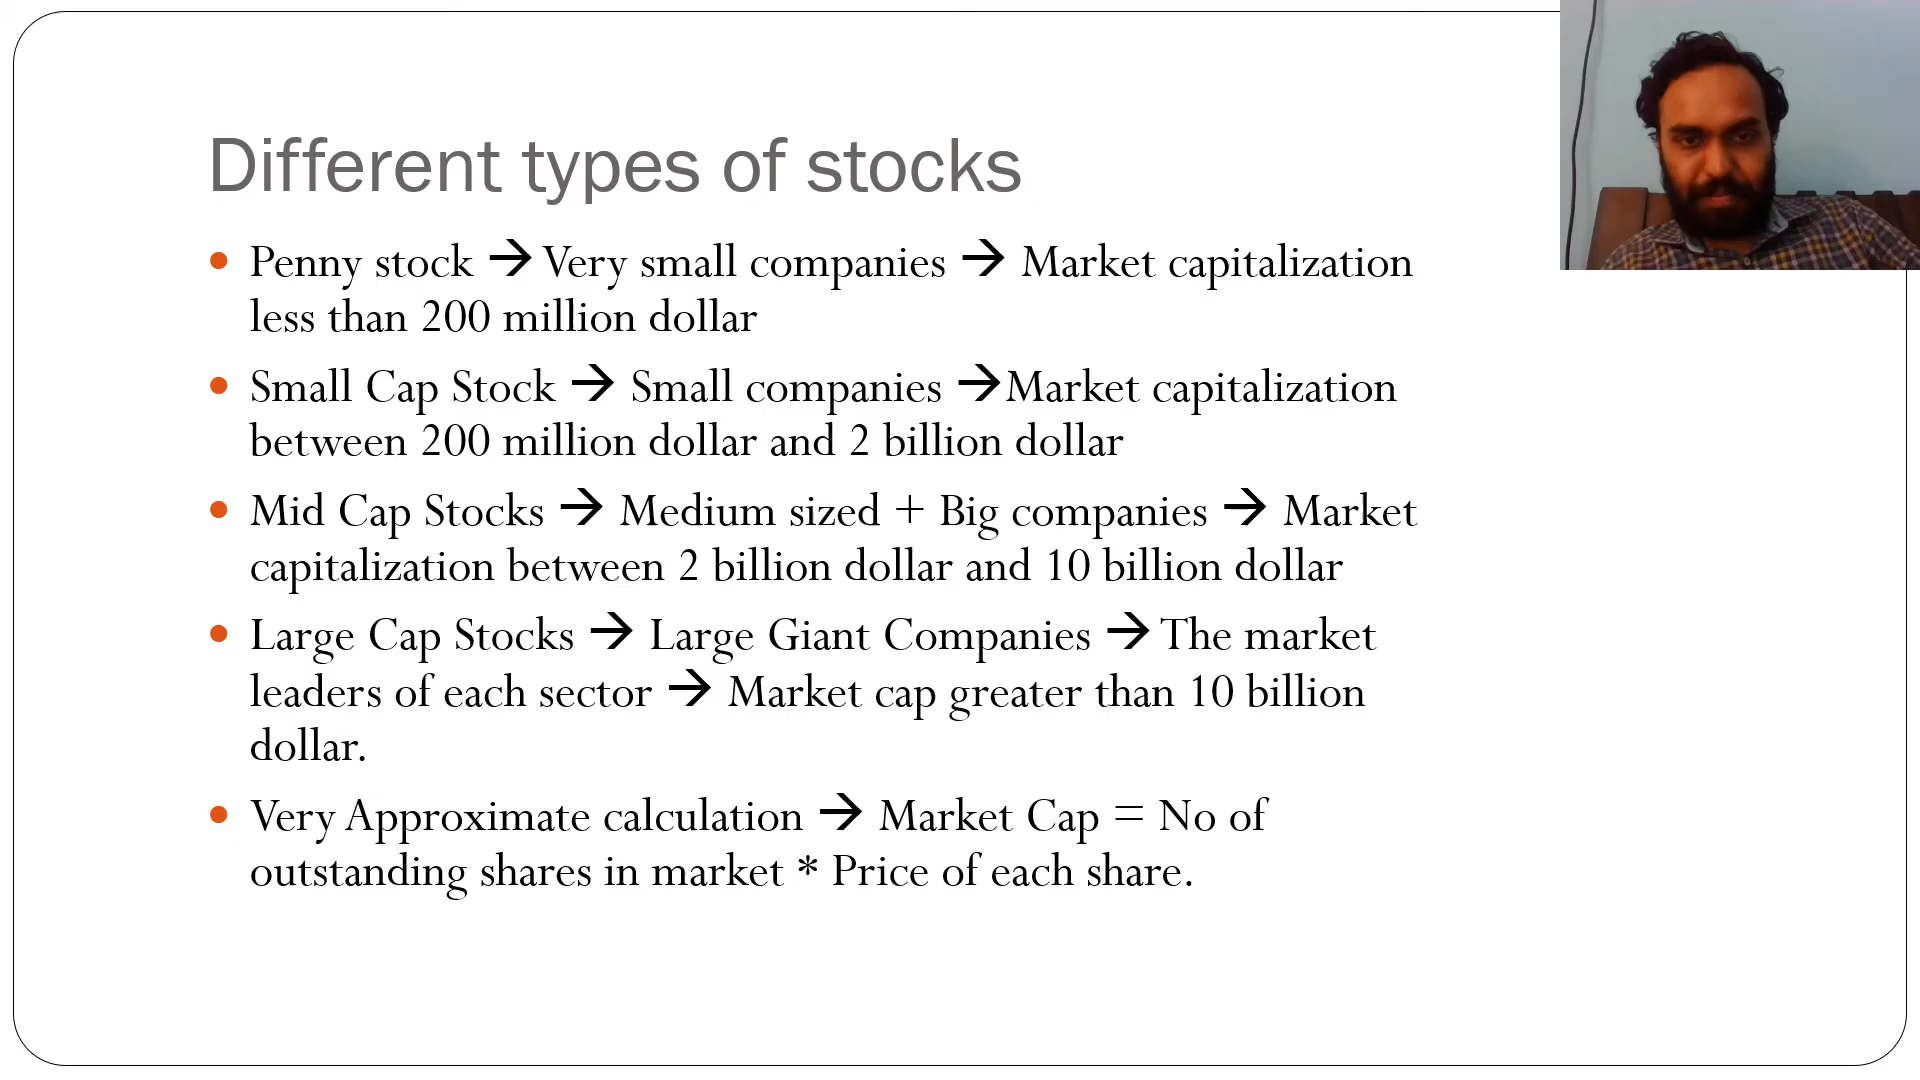 Different types of stocks
• Penny stock → Very small companies → Market capitalization
less than 200 million dollar
• Small Cap Stock → Small companies →Market capitalization
between 200 million dollar and 2 billion dollar
• Mid Cap Stocks → Medium sized + Big companies → Market
capitalization between 2 billion dollar and 10 billion dollar
• Large Cap Stocks → Large Giant Companies → The market
leaders of each sector → Market cap greater than 10 billion
dollar.
• Very Approximate calculation → Market Cap = No of
outstanding shares in market * Price of each share.